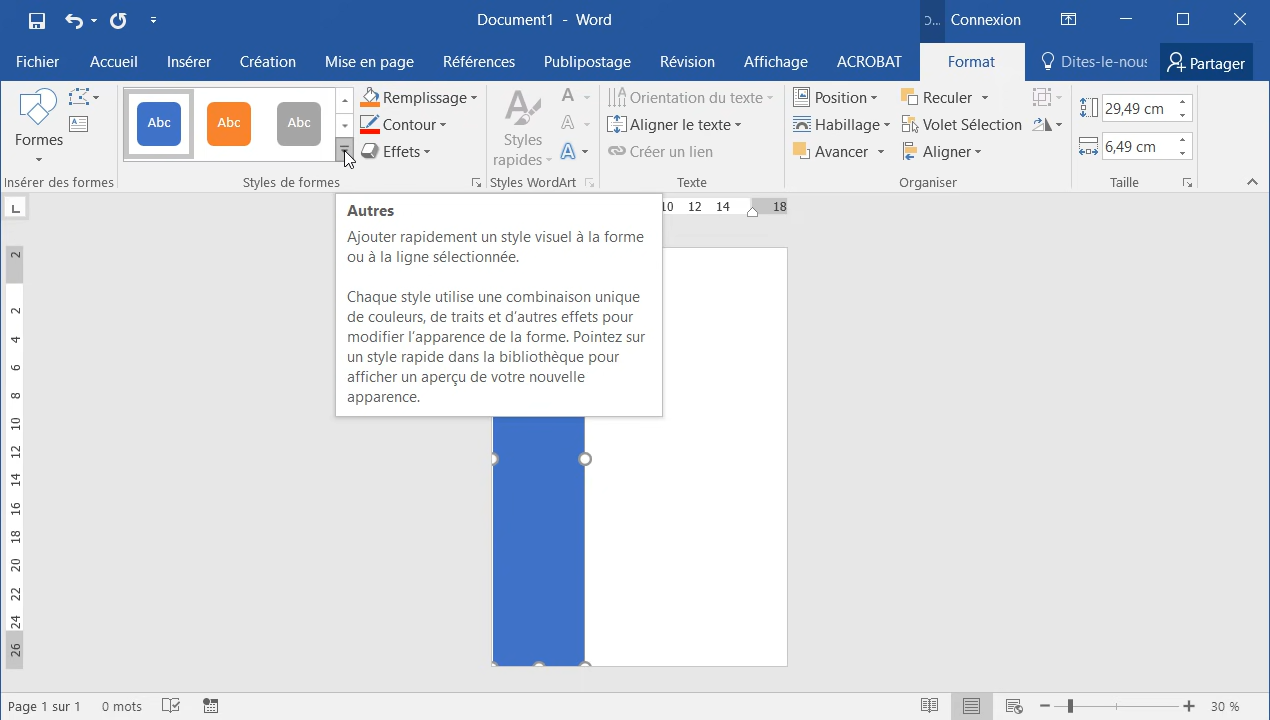 Document1 - Word
D... Connexion
Fichier Accueil Insérer Création Mise en page Références Publipostage Révision Affichage ACROBAT Format Dites-le-nous Partager
Formes
Abc Abc Abc
Remplissage
Contour
Effets
Styles
rapides
A
A
A
Orientation du texte
Aligner le texte
Créer un lien
Position
Habillage
Avancer
Reculer
Volet Sélection
Aligner
29,49 cm
6,49 cm
Insérer des formes Styles de formes Styles WordArt Texte Organiser Taille
L
10 12 14 18
Autres
Ajouter rapidement un style visuel à la forme
ou à la ligne sélectionnée.
Chaque style utilise une combinaison unique
de couleurs, de traits et d'autres effets pour
modifier l'apparence de la forme. Pointez sur
un style rapide dans la bibliothèque pour
afficher un aperçu de votre nouvelle
apparence.
2
2
4
6
8
10
12
14
16
18
20
22
24
26
Page 1 sur 1 0 mots 30 %